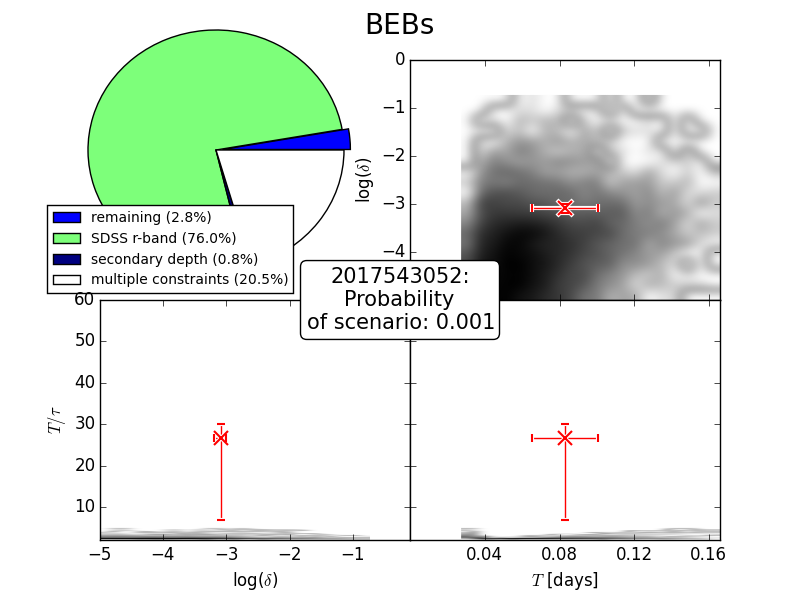 BEBs
remaining (2.8%)
SDSS r-band (76.0%)
secondary depth (0.8%)
multiple constraints (20.5%)
0
−1
−2
−3
−4
log(δ)
2017543052:
Probability
of scenario: 0.001
60
50
40
30
20
10
T/τ
−5 −4 −3 −2 −1
log(δ)
0.04 0.08 0.12 0.16
T [days]